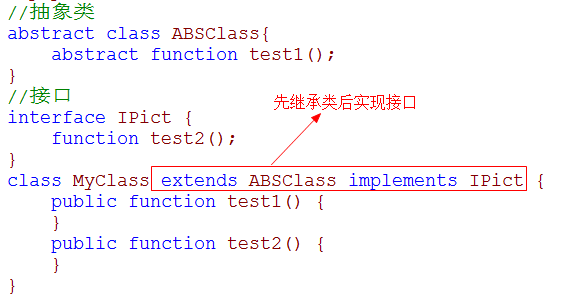 //抽象类
abstract class ABSClass{
    abstract function test1();
}
//接口
interface IPict {
    function test2();
}
先继承类后实现接口
class MyClass extends ABSClass implements IPict {
    public function test1() {
    }
    public function test2() {
    }
}